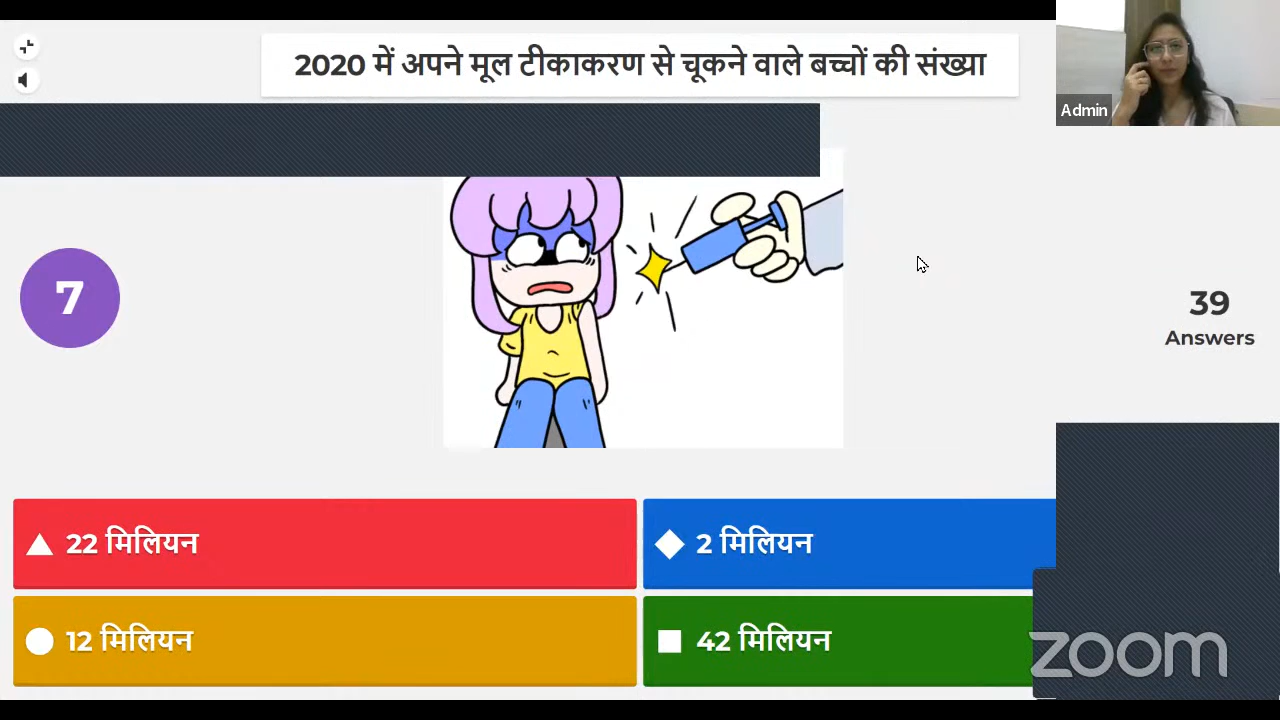 2020 में अपने मूल टीकाकरण से चूकने वाले बच्चों की संख्या
Admin
7
39
Answers
22 मिलियन
2 मिलियन
12 मिलियन
42 मिलियन
zoom